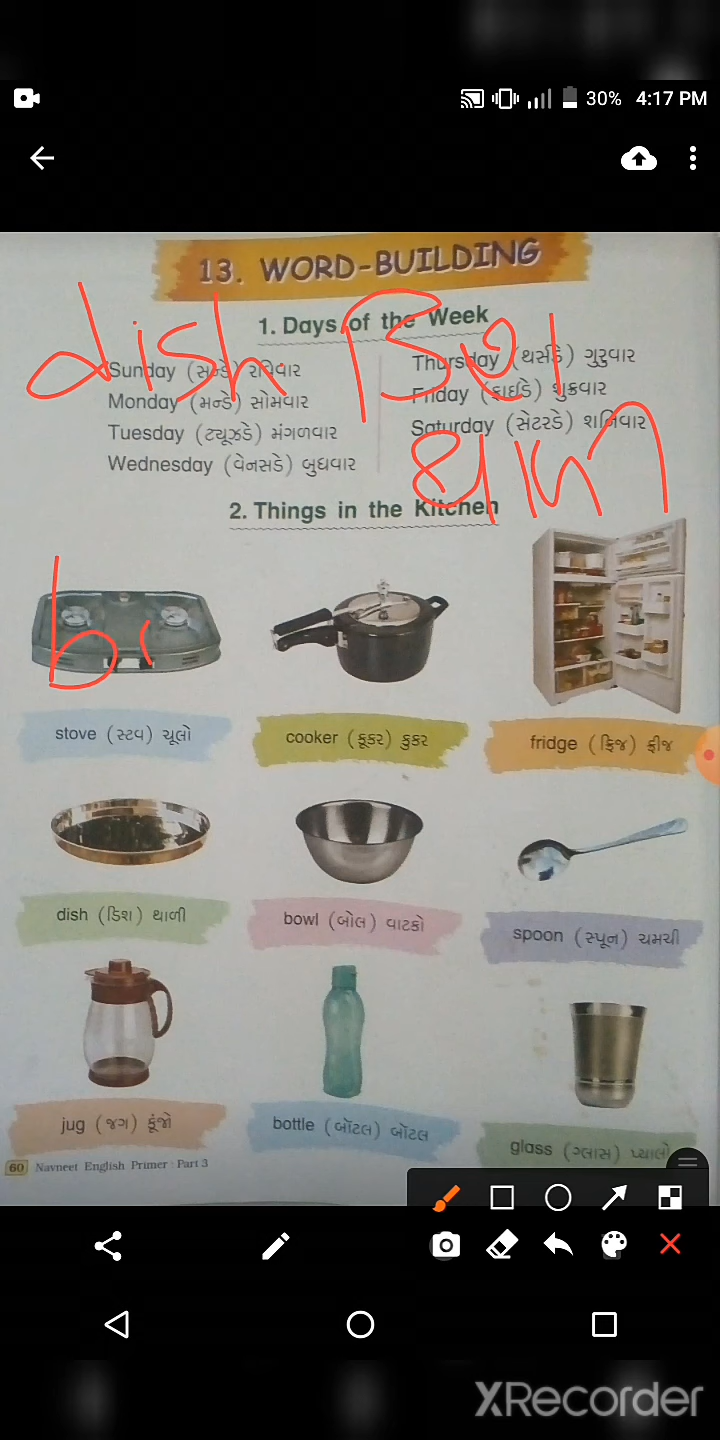 30% 4:17 PM
13. WORD-BUILDING
1. Days of the Week
Sunday (સન્ડે) રવિવાર
Monday (મન્ડે) સોમવાર
Tuesday (ટ્યૂઝડે) મંગળવાર
Wednesday (વેનસડે) બુધવાર
Thursday (થર્સડે) ગુરુવાર
Friday (ફ્રાઇડે) શુક્રવાર
Saturday (સેટરડે) શનિવાર
dish ડિશ
થાળી
2. Things in the Kitchen
bo
stove (સ્ટવ) ચૂલો
cooker (કૂકર) કુકર
fridge (ફ્રિજ) ફ્રીજ
dish (ડિશ) થાળી
bowl (બોલ) વાટકો
spoon (સ્પૂન) ચમચી
jug (જગ) કૂંજો
bottle (બૉટલ) બૉટલ
glass (ગ્લાસ) પ્યાલો
60 Navneet English Primer : Part 3
XRecorder